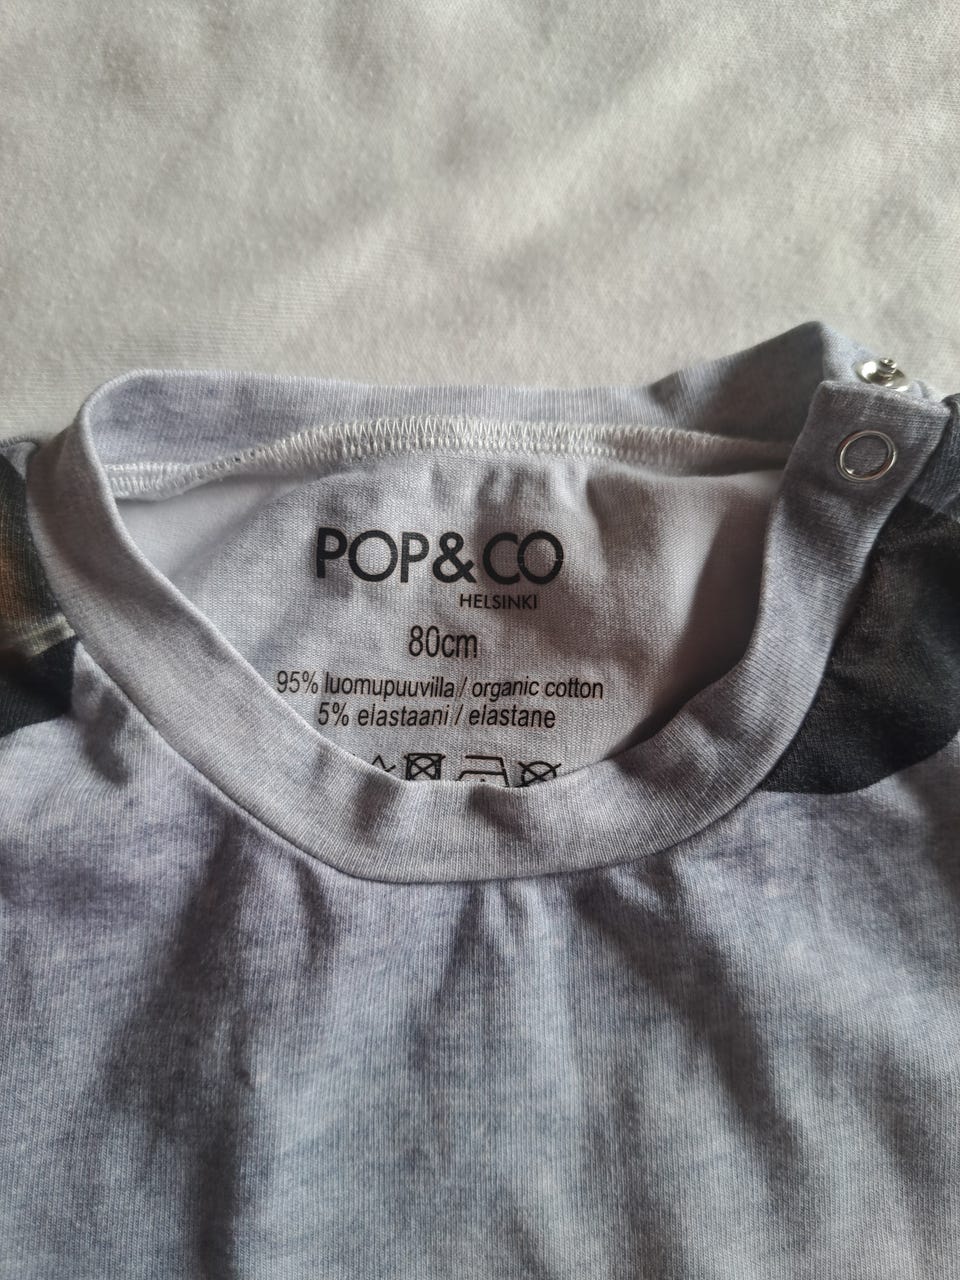 POP&CO
HELSINKI
80cm
95% luomupuuvilla / organic cotton
5% elastaani / elastane